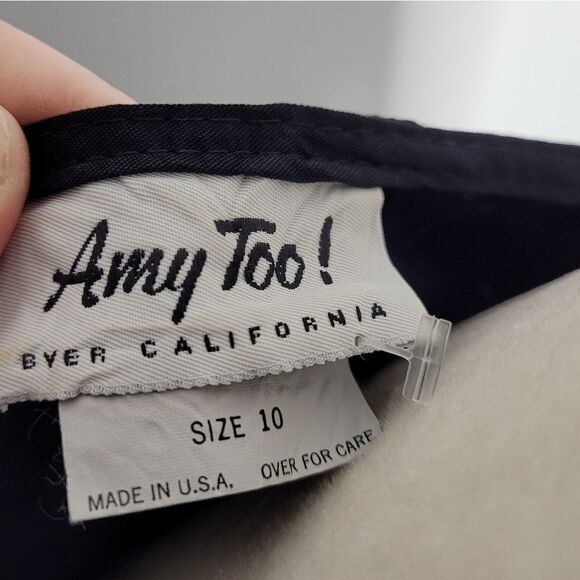 Amy Too!
BYER CALIFORNIA
SIZE 10
MADE IN U.S.A. OVER FOR CARE